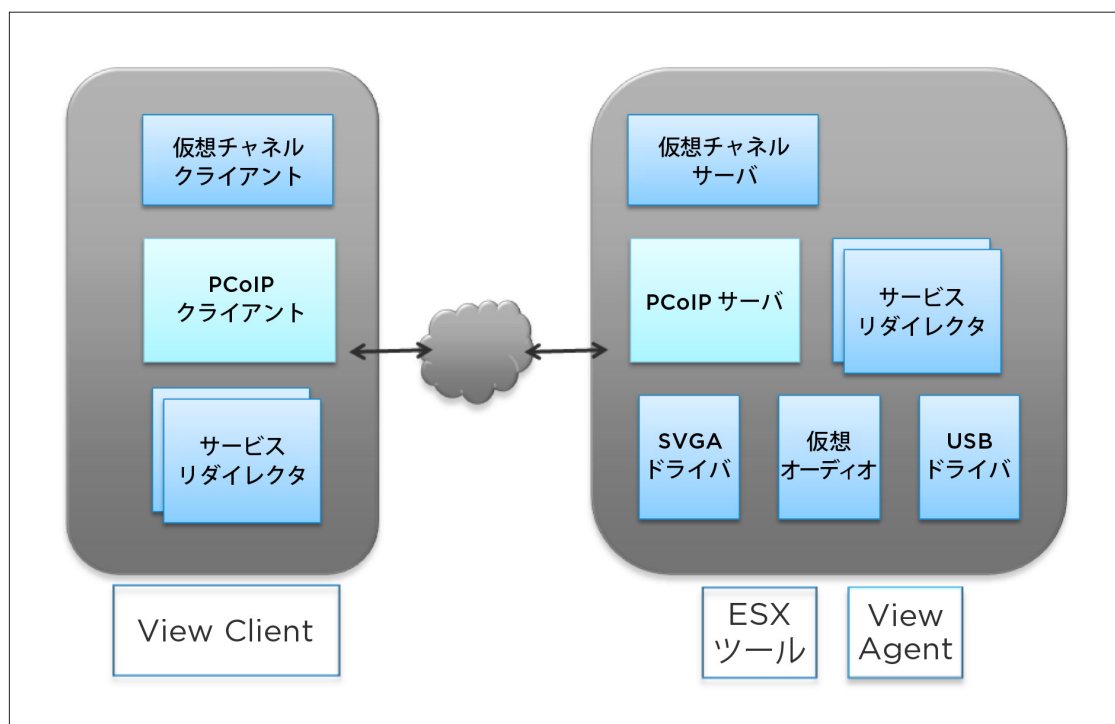 仮想チャネル
クライアント
PCoIP
クライアント
サービス
リダイレクタ
View Client
仮想チャネル
サーバ
PCoIP サーバ
サービス
リダイレクタ
SVGA
ドライバ
仮想
オーディオ
USB
ドライバ
ESX
ツール
View
Agent